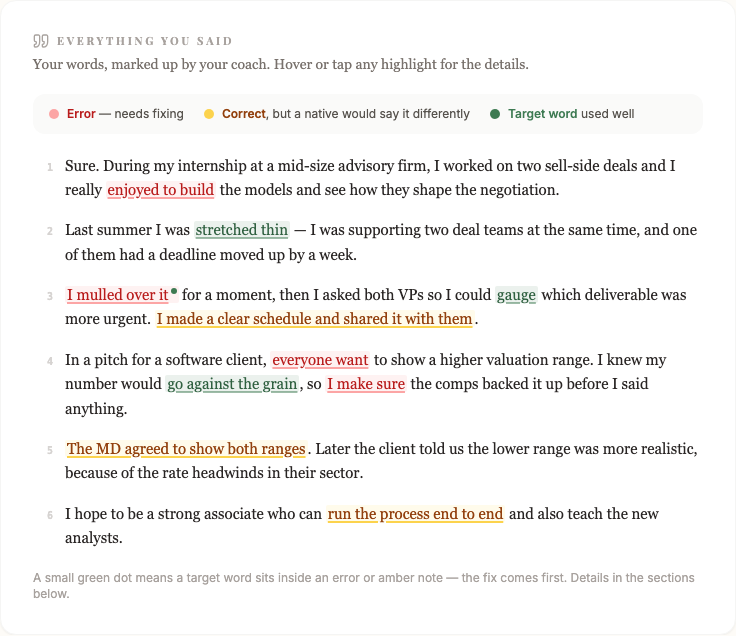 EVERYTHING YOU SAID
Your words, marked up by your coach. Hover or tap any highlight for the details.
Error — needs fixing Correct, but a native would say it differently Target word used well
1 Sure. During my internship at a mid-size advisory firm, I worked on two sell-side deals and I
really enjoyed to build the models and see how they shape the negotiation.
2 Last summer I was stretched thin — I was supporting two deal teams at the same time, and one
of them had a deadline moved up by a week.
3 I mulled over it for a moment, then I asked both VPs so I could gauge which deliverable was
more urgent. I made a clear schedule and shared it with them.
4 In a pitch for a software client, everyone want to show a higher valuation range. I knew my
number would go against the grain, so I make sure the comps backed it up before I said
anything.
5 The MD agreed to show both ranges. Later the client told us the lower range was more realistic,
because of the rate headwinds in their sector.
6 I hope to be a strong associate who can run the process end to end and also teach the new
analysts.
A small green dot means a target word sits inside an error or amber note — the fix comes first. Details in the sections
below.